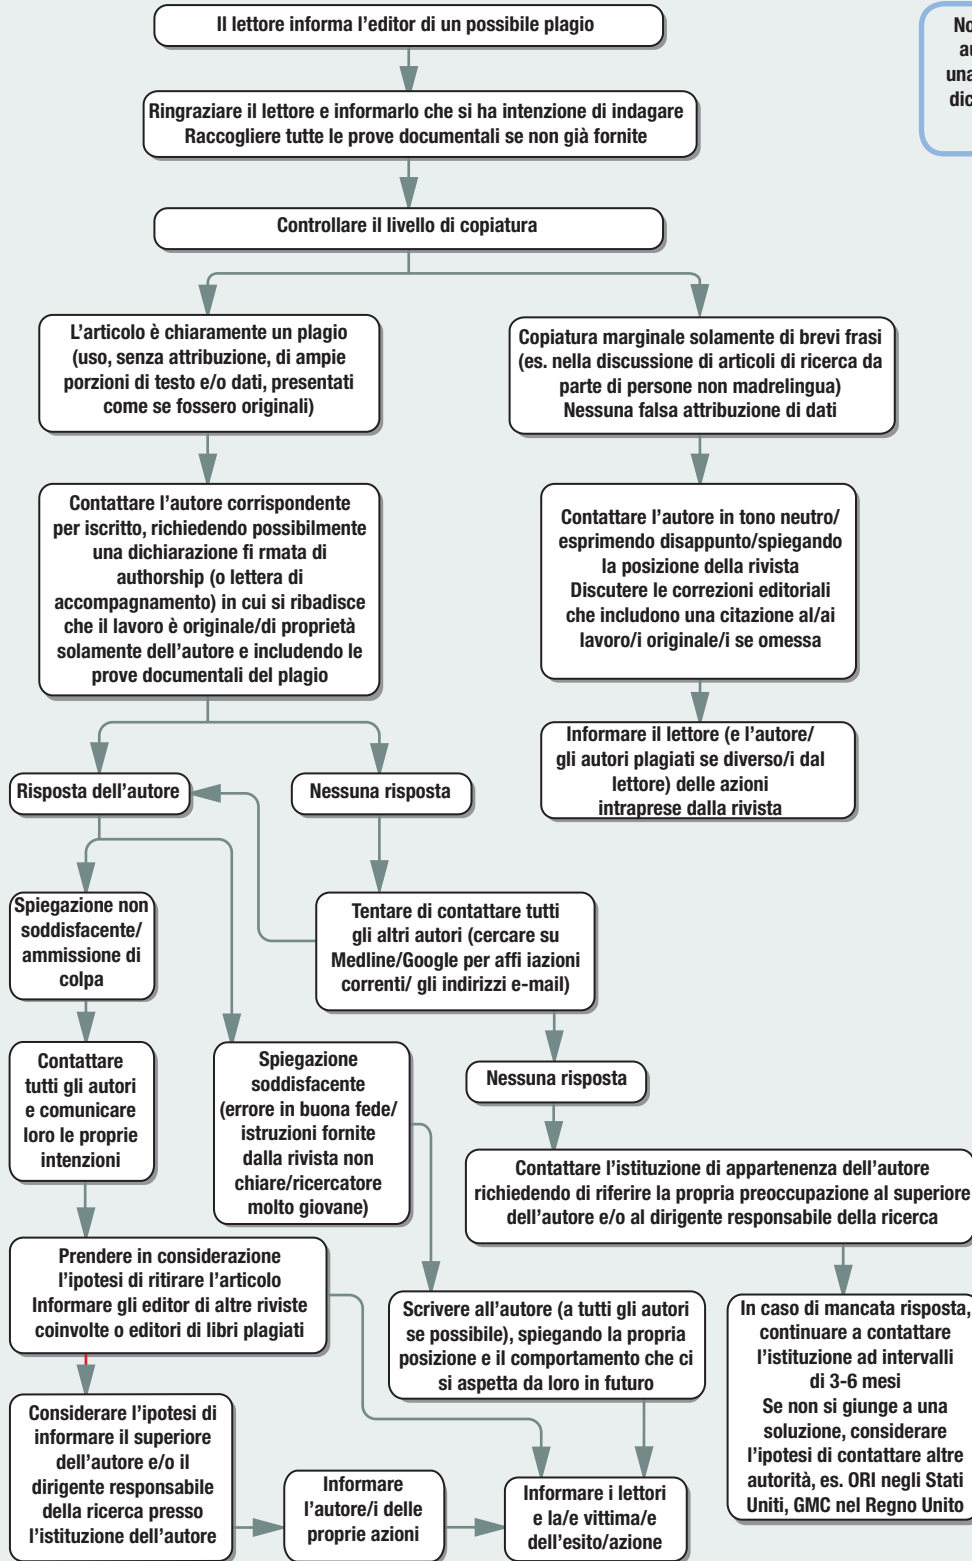 Il lettore informa l'editor di un possibile plagio
Ringraziare il lettore e informarlo che si ha intenzione di indagare
Raccogliere tutte le prove documentali se non già fornite
Controllare il livello di copiatura
L'articolo è chiaramente un plagio
(uso, senza attribuzione, di ampie
porzioni di testo e/o dati, presentati
come se fossero originali)
Copiatura marginale solamente di brevi frasi
(es. nella discussione di articoli di ricerca da
parte di persone non madrelingua)
Nessuna falsa attribuzione di dati
Contattare l'autore corrispondente
per iscritto, richiedendo possibilmente
una dichiarazione fi rmata di
authorship (o lettera di
accompagnamento) in cui si ribadisce
che il lavoro è originale/di proprietà
solamente dell'autore e includendo le
prove documentali del plagio
Contattare l'autore in tono neutro/
esprimendo disappunto/spiegando
la posizione della rivista
Discutere le correzioni editoriali
che includono una citazione al/ai
lavoro/i originale/i se omessa
Informare il lettore (e l'autore/
gli autori plagiati se diverso/i dal
lettore) delle azioni
intraprese dalla rivista
Risposta dell'autore
Nessuna risposta
Spiegazione non
soddisfacente/
ammissione di
colpa
Tentare di contattare tutti
gli altri autori (cercare su
Medline/Google per affi iazioni
correnti/ gli indirizzi e-mail)
Contattare
tutti gli autori
e comunicare
loro le proprie
intenzioni
Spiegazione
soddisfacente
(errore in buona fede/
istruzioni fornite
dalla rivista non
chiare/ricercatore
molto giovane)
Nessuna risposta
Contattare l'istituzione di appartenenza dell'autore
richiedendo di riferire la propria preoccupazione al superiore
dell'autore e/o al dirigente responsabile della ricerca
Prendere in considerazione
l'ipotesi di ritirare l'articolo
Informare gli editor di altre riviste
coinvolte o editori di libri plagiati
Scrivere all'autore (a tutti gli autori
se possibile), spiegando la propria
posizione e il comportamento che ci
si aspetta da loro in futuro
In caso di mancata risposta,
continuare a contattare
l'istituzione ad intervalli
di 3-6 mesi
Se non si giunge a una
soluzione, considerare
l'ipotesi di contattare altre
autorità, es. ORI negli Stati
Uniti, GMC nel Regno Unito
Considerare l'ipotesi di
informare il superiore
dell'autore e/o il
dirigente responsabile
della ricerca presso
l'istituzione dell'autore
Informare
l'autore/i delle
proprie azioni
Informare i lettori
e la/e vittima/e
dell'esito/azione